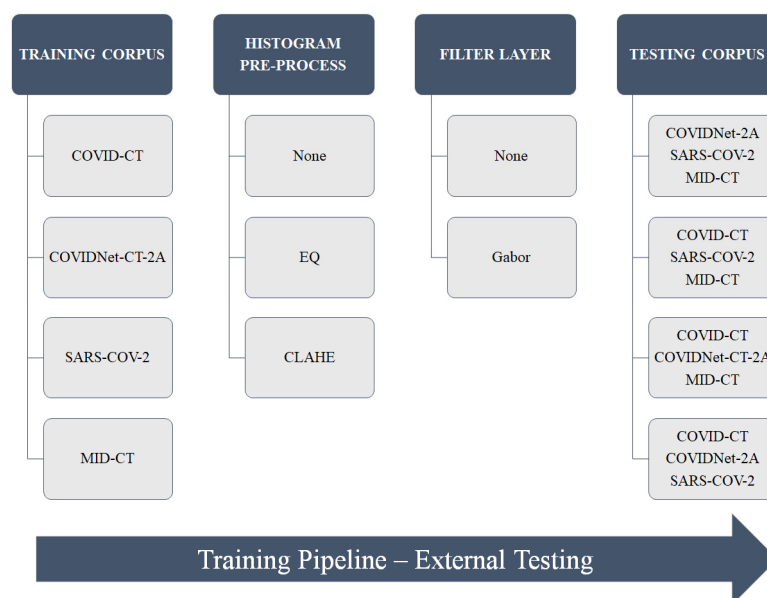 TRAINING CORPUS
COVID-CT
COVIDNet-CT-2A
SARS-COV-2
MID-CT
HISTOGRAM
PRE-PROCESS
None
EQ
CLAHE
FILTER LAYER
None
Gabor
TESTING CORPUS
COVIDNet-2A
SARS-COV-2
MID-CT
COVID-CT
SARS-COV-2
MID-CT
COVID-CT
COVIDNet-CT-2A
MID-CT
COVID-CT
COVIDNet-2A
SARS-COV-2
Training Pipeline – External Testing